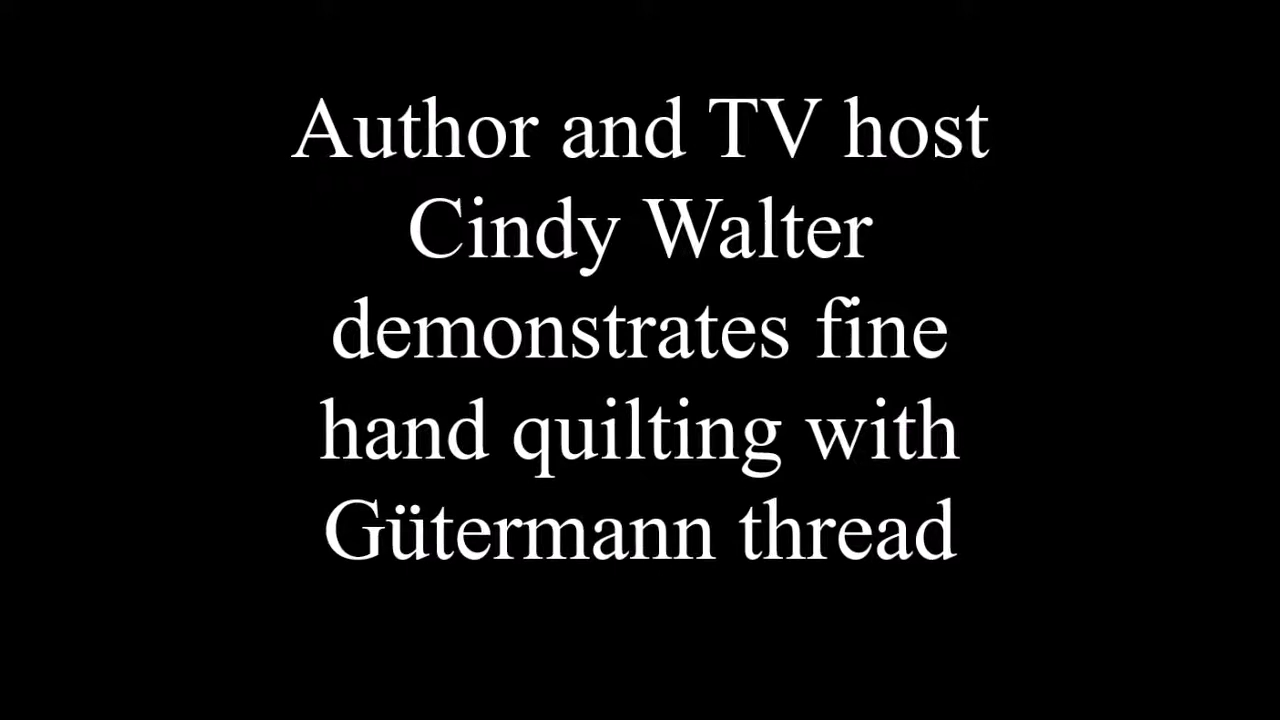 Author and TV host
Cindy Walter
demonstrates fine
hand quilting with
Gütermann thread